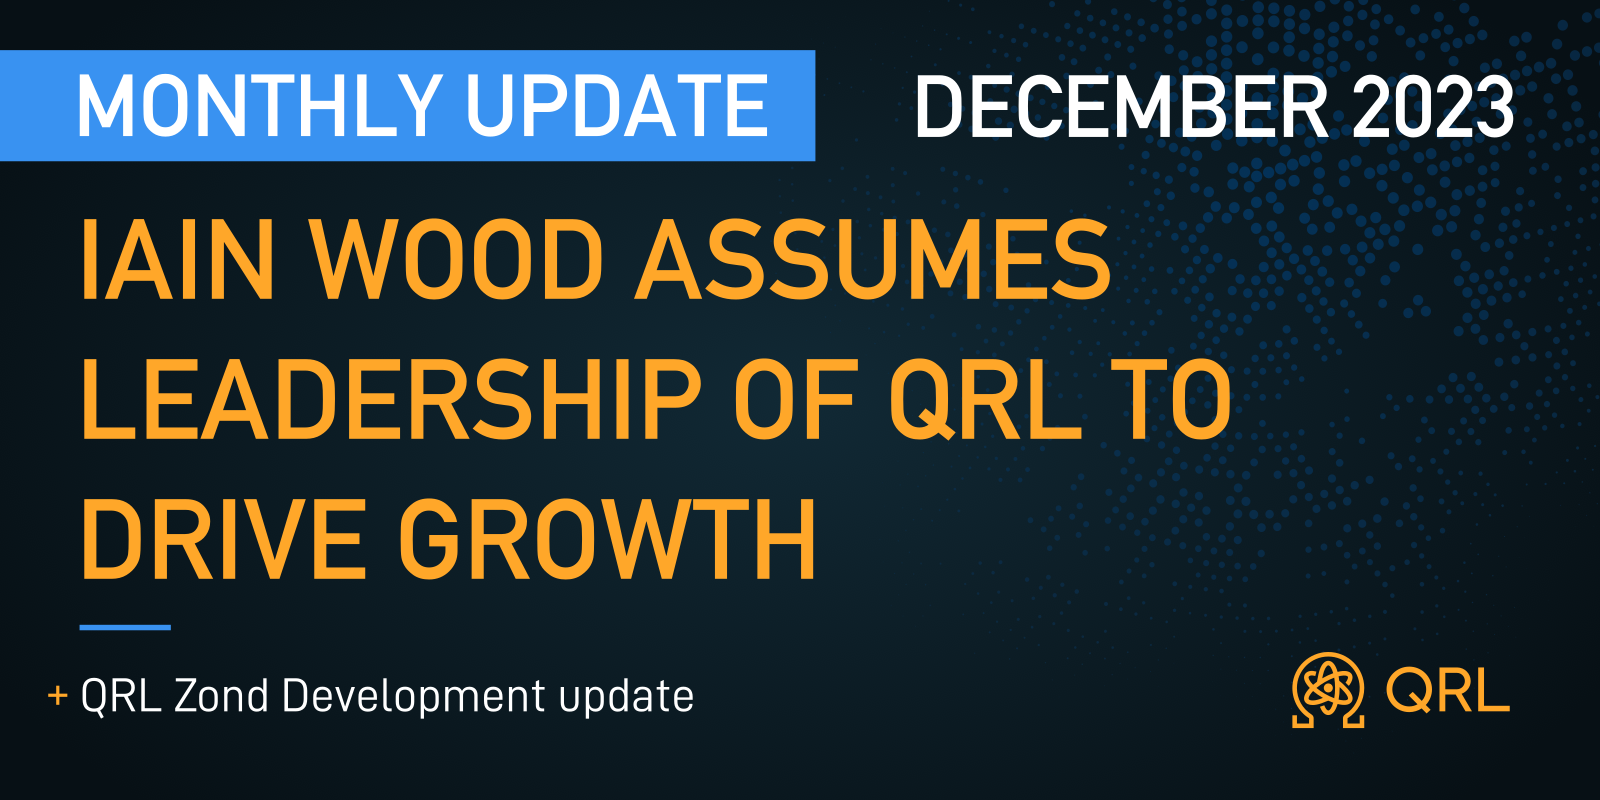 MONTHLY UPDATE
DECEMBER 2023
IAIN WOOD ASSUMES
LEADERSHIP OF QRL TO
DRIVE GROWTH
+ QRL Zond Development update
QRL